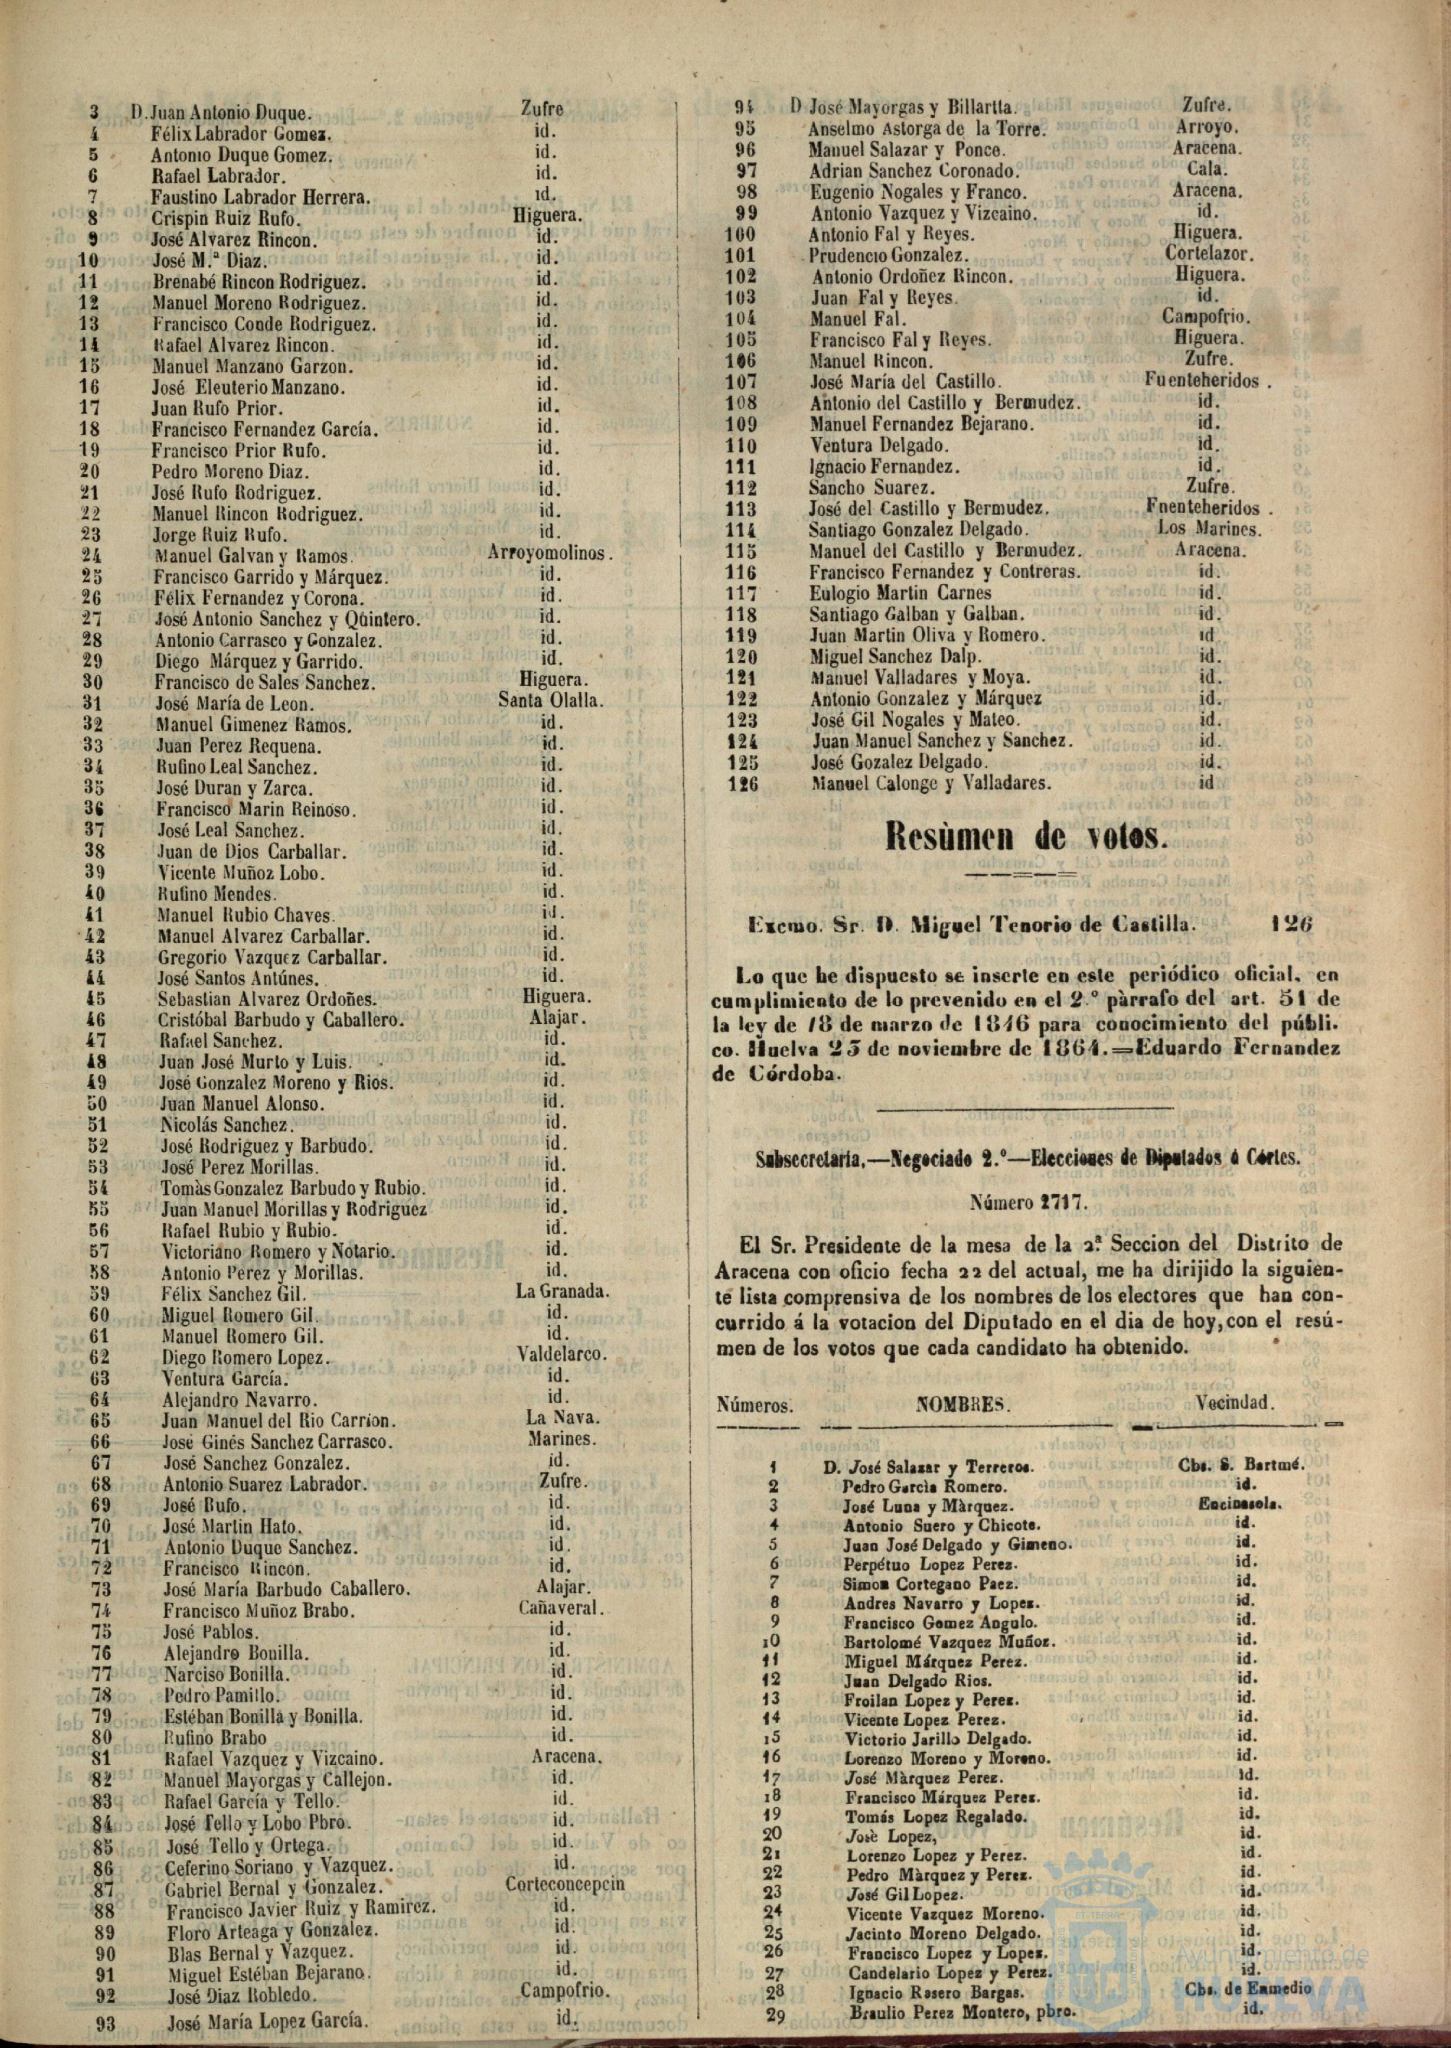 3 D. Juan Antonio Duque. Zufre
4 Félix Labrador Gomez. id.
5 Antonio Duque Gomez. id.
6 Rafael Labrador. id.
7 Faustino Labrador Herrera. id.
8 Crispin Ruiz Rufo. Higuera.
9 José Alvarez Rincon. id.
10 José M.ª Diaz. id.
11 Brenabé Rincon Rodriguez. id.
12 Manuel Moreno Rodriguez. id.
13 Francisco Conde Rodriguez. id.
14 Rafael Alvarez Rincon. id.
15 Manuel Manzano Garzon. id.
16 José Eleuterio Manzano. id.
17 Juan Rufo Prior. id.
18 Francisco Fernandez García. id.
19 Francisco Prior Rufo. id.
20 Pedro Moreno Diaz. id.
21 José Rufo Rodriguez. id.
22 Manuel Rincon Rodriguez. id.
23 Jorge Ruiz Rufo. id.
24 Manuel Galvan y Ramos Arroyomolinos.
25 Francisco Garrido y Márquez. id.
26 Félix Fernandez y Corona. id.
27 José Antonio Sanchez y Quintero. id.
28 Antonio Carrasco y Gonzalez. id.
29 Diego Márquez y Garrido. id.
30 Francisco de Sales Sanchez. Higuera.
31 José María de Leon. Santa Olalla.
32 Manuel Gimenez Ramos. id.
33 Juan Perez Requena. id.
34 Rufino Leal Sanchez. id.
35 José Duran y Zarca. id.
36 Francisco Marin Reinoso. id.
37 José Leal Sanchez. id.
38 Juan de Dios Carballar. id.
39 Vicente Muñoz Lobo. id.
40 Rufino Mendes. id.
41 Manuel Rubio Chaves. id.
42 Manuel Alvarez Carballar. id.
43 Gregorio Vazquez Carballar. id.
44 José Santos Antúnes. id.
45 Sebastian Alvarez Ordoñes. Higuera.
46 Cristóbal Barbudo y Caballero. Alajar.
47 Rafael Sanchez. id.
48 Juan José Murto y Luis. id.
49 José Gonzalez Moreno y Rios. id.
50 Juan Manuel Alonso. id.
51 Nicolás Sanchez. id.
52 José Rodriguez y Barbudo. id.
53 José Perez Morillas. id.
54 Tomàs Gonzalez Barbudo y Rubio. id.
55 Juan Manuel Morillas y Rodriguez id.
56 Rafael Rubio y Rubio. id.
57 Victoriano Romero y Notario. id.
58 Antonio Perez y Morillas. id.
59 Félix Sanchez Gil. La Granada.
60 Miguel Romero Gil id.
61 Manuel Romero Gil. id.
62 Diego Romero Lopez. Valdelarco.
63 Ventura García. id.
64 Alejandro Navarro. id.
65 Juan Manuel del Rio Carrion. La Nava.
66 José Ginés Sanchez Carrasco. Marines.
67 José Sanchez Gonzalez. id.
68 Antonio Suarez Labrador. Zufre.
69 José Rufo. id.
70 José Martin Hato. id.
71 Antonio Duque Sanchez. id.
72 Francisco Rincon. id.
73 José María Barbudo Caballero. Alajar.
74 Francisco Muñoz Brabo. Cañaveral.
75 José Pablos. id.
76 Alejandro Bonilla. id.
77 Narciso Bonilla. id.
78 Pedro Pamillo. id.
79 Estéban Bonilla y Bonilla. id.
80 Rufino Brabo id.
81 Rafael Vazquez y Vizcaino. Aracena.
82 Manuel Mayorgas y Callejon. id.
83 Rafael García y Tello. id.
84 José Tello y Lobo Pbro. id.
85 José Tello y Ortega. id.
86 Ceferino Soriano y Vazquez. id.
87 Gabriel Bernal y Gonzalez. Corteconcepcin
88 Francisco Javier Ruiz y Ramirez. id.
89 Floro Arteaga y Gonzalez. id.
90 Blas Bernal y Vazquez. id.
91 Miguel Estéban Bejarano. id.
92 José Diaz Robledo. Campofrio.
93 José María Lopez García. id.
94 D José Mayorgas y Billartta. Zufre.
95 Anselmo Astorga de la Torre. Arroyo.
96 Manuel Salazar y Ponce. Aracena.
97 Adrian Sanchez Coronado. Cala.
98 Eugenio Nogales y Franco. Aracena.
99 Antonio Vazquez y Vizcaino. id.
100 Antonio Fal y Reyes. Higuera.
101 Prudencio Gonzalez. Cortelazor.
102 Antonio Ordoñez Rincon. Higuera.
103 Juan Fal y Reyes. id.
104 Manuel Fal. Campofrio.
105 Francisco Fal y Reyes. Higuera.
106 Manuel Rincon. Zufre.
107 José María del Castillo. Fuenteheridos.
108 Antonio del Castillo y Bermudez. id.
109 Manuel Fernandez Bejarano. id.
110 Ventura Delgado. id.
111 Ignacio Fernandez. id.
112 Sancho Suarez. Zufre.
113 José del Castillo y Bermudez. Fnenteheridos.
114 Santiago Gonzalez Delgado. Los Marines.
115 Manuel del Castillo y Bermudez. Aracena.
116 Francisco Fernandez y Contreras. id.
117 Eulogio Martin Carnes id.
118 Santiago Galban y Galban. id.
119 Juan Martin Oliva y Romero. id
120 Miguel Sanchez Dalp. id.
121 Manuel Valladares y Moya. id.
122 Antonio Gonzalez y Márquez id.
123 José Gil Nogales y Mateo. id.
124 Juan Manuel Sanchez y Sanchez. id.
125 José Gozalez Delgado. id.
126 Manuel Calonge y Valladares. id
Resùmen de votos.
Excmo. Sr. D. Miguel Tenorio de Castilla. 126
Lo que he dispuesto se inserte en este periódico oficial, en
cumplimiento de lo prevenido en el 2.º pàrrafo del art. 51 de
la ley de 18 de marzo de 1846 para conocimiento del públi-
co. Huelva 25 de noviembre de 1864.=Eduardo Fernandez
de Córdoba.
Subsecretaría.—Negociado 2.º—Elecciones de Diputados á Córtes.
Número 2717.
El Sr. Presidente de la mesa de la 2.ª Seccion del Distrito de
Aracena con oficio fecha 22 del actual, me ha dirijido la siguien-
te lista comprensiva de los nombres de los electores que han con-
currido á la votacion del Diputado en el dia de hoy, con el resú-
men de los votos que cada candidato ha obtenido.
Números. NOMBRES. Vecindad.
1 D. José Salazar y Terreros. Cbs. S. Bartmé.
2 Pedro Garcìa Romero. id.
3 José Luna y Màrquez. Encinasola.
4 Antonio Suero y Chicote. id.
5 Juan José Delgado y Gimeno. id.
6 Perpétuo Lopez Perez. id.
7 Simon Cortegano Paez. id.
8 Andres Navarro y Lopez. id.
9 Francisco Gomez Angulo. id.
10 Bartolomé Vazquez Muñoz. id.
11 Miguel Márquez Perez. id.
12 Juan Delgado Rios. id.
13 Froilan Lopez y Perez. id.
14 Vicente Lopez Perez. id.
15 Victorio Jarillo Delgado. id.
16 Lorenzo Moreno y Moreno. id.
17 José Màrquez Perez. id.
18 Francisco Márquez Perez. id.
19 Tomás Lopez Regalado. id.
20 Josè Lopez, id.
21 Lorenzo Lopez y Perez. id.
22 Pedro Màrquez y Perez. id.
23 José Gil Lopez. id.
24 Vicente Vazquez Moreno. id.
25 Jacinto Moreno Delgado. id.
26 Francisco Lopez y Lopez. id.
27 Candelario Lopez y Perez. id.
28 Ignacio Rasero Bargas. Cbs. de Enmedio
29 Braulio Perez Montero, pbro. id.
Ayuntamiento de
HUELVA